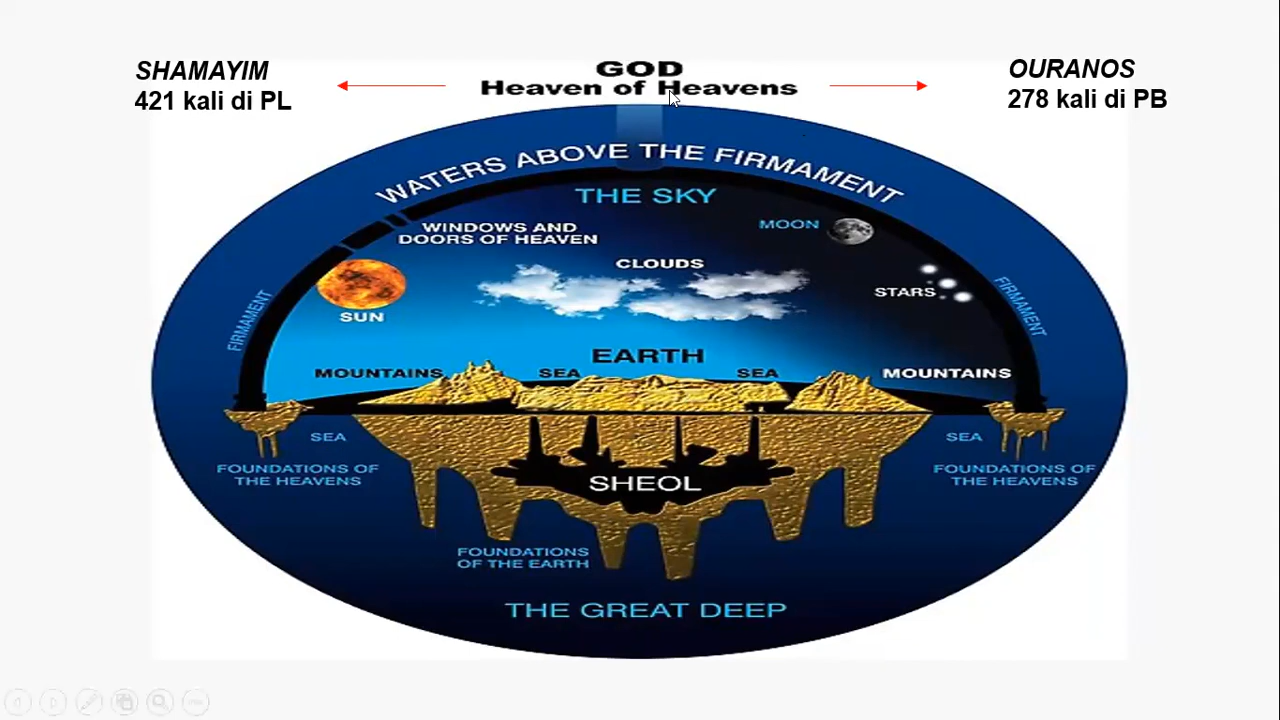 SHAMAYIM
421 kali di PL
GOD
Heaven of Heavens
OURANOS
278 kali di PB
WATERS ABOVE THE FIRMAMENT
THE SKY
WINDOWS AND
DOORS OF HEAVEN
MOON
CLOUDS
STARS
SUN
FIRMAMENT
FIRMAMENT
EARTH
MOUNTAINS
SEA
SEA
MOUNTAINS
SEA
SEA
FOUNDATIONS OF
THE HEAVENS
FOUNDATIONS OF
THE HEAVENS
SHEOL
FOUNDATIONS
OF THE EARTH
THE GREAT DEEP